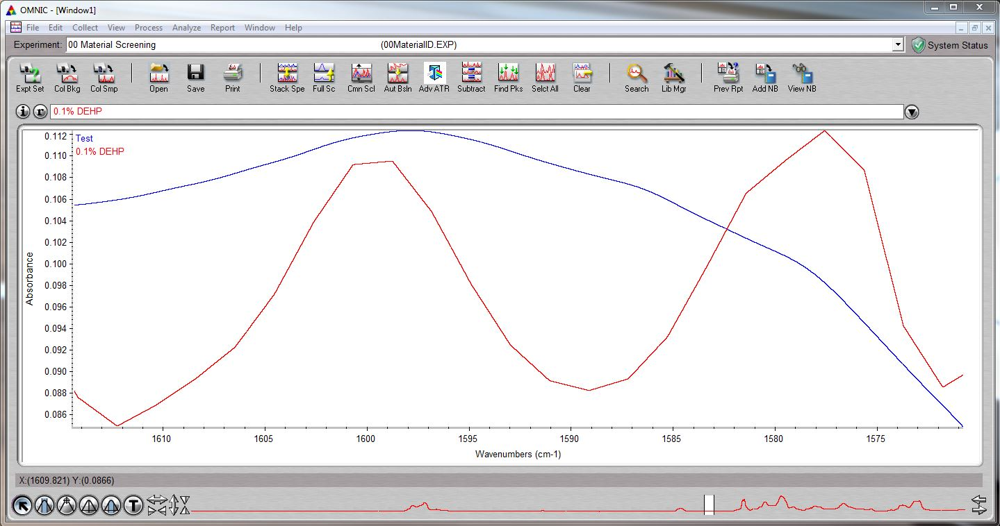 OMNIC - [Window1]
File Edit Collect View Process Analyze Report Window Help
Experiment: 00 Material Screening (00MaterialID.EXP) System Status
Expt Set Col Bkg Col Smp Open Save Print Stack Spe Full Sc Cmn Scl Aut Bsln Adv ATR Subtract Find Pks Selct All Clear Search Lib Mgr Prev Rpt Add NB View NB
i r 0.1% DEHP
Test
0.1% DEHP
0.112
0.110
0.108
0.106
0.104
0.102
0.100
0.098
0.096
0.094
0.092
0.090
0.088
0.086
Absorbance
1610 1605 1600 1595 1590 1585 1580 1575
Wavenumbers (cm-1)
X:(1609.821) Y:(0.0866)
T